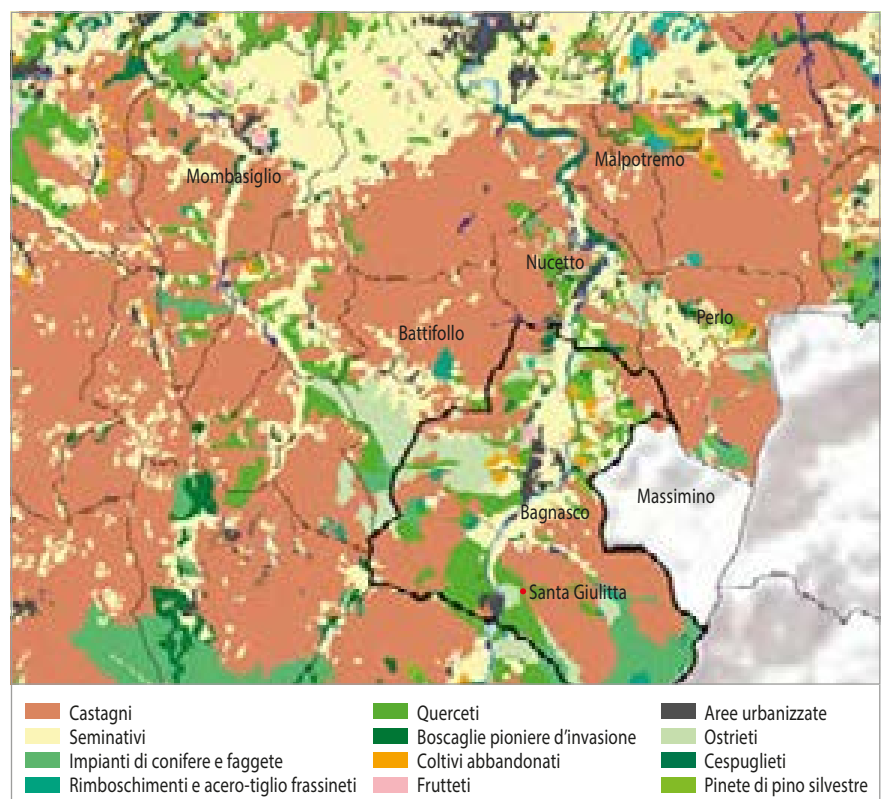 Mombasiglio
Malpotremo
Nucetto
Perlo
Battifollo
Massimino
Bagnasco
Santa Giulitta
Castagni
Seminativi
Impianti di conifere e faggete
Rimboschimenti e acero-tiglio frassineti
Querceti
Boscaglie pioniere d'invasione
Coltivi abbandonati
Frutteti
Aree urbanizzate
Ostrieti
Cespuglieti
Pinete di pino silvestre